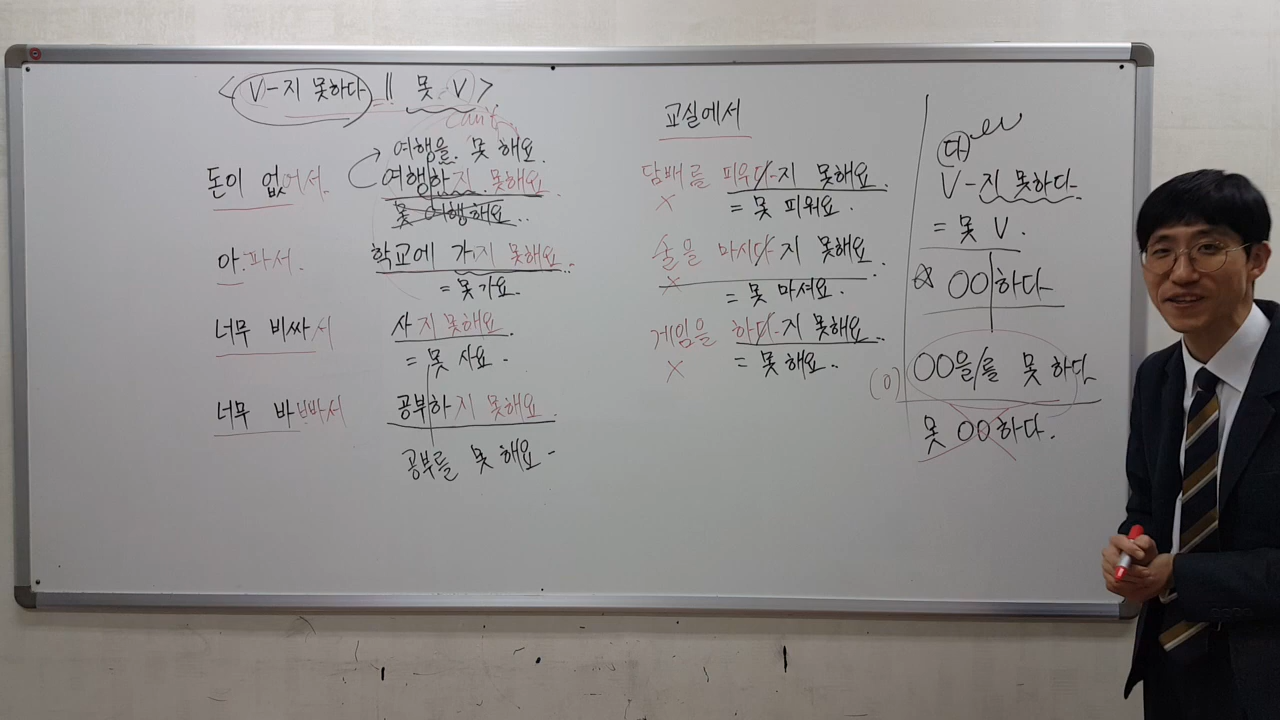 < V-지 못하다 || 못 V >
can't
여행을 못 해요.
돈이 없어서. 여행하지 못해요
못 여행해요..
아.파서. 학교에 가지 못해요..
= 못 가요.
너무 비싸서 사지 못해요.
= 못 사요.
너무 바빠서 공부하지 못해요.
공부를 못 해요-
교실에서
담배를 피우다-지 못해요.
X = 못 피워요.
술을 마시다-지 못해요.
X = 못 마셔요.
게임을 하다-지 못해요.
X = 못 해요..
다
V-지 못하다.
= 못 V.
☆ OO하다
(O) OO을/를 못 하다.
못 OO하다.